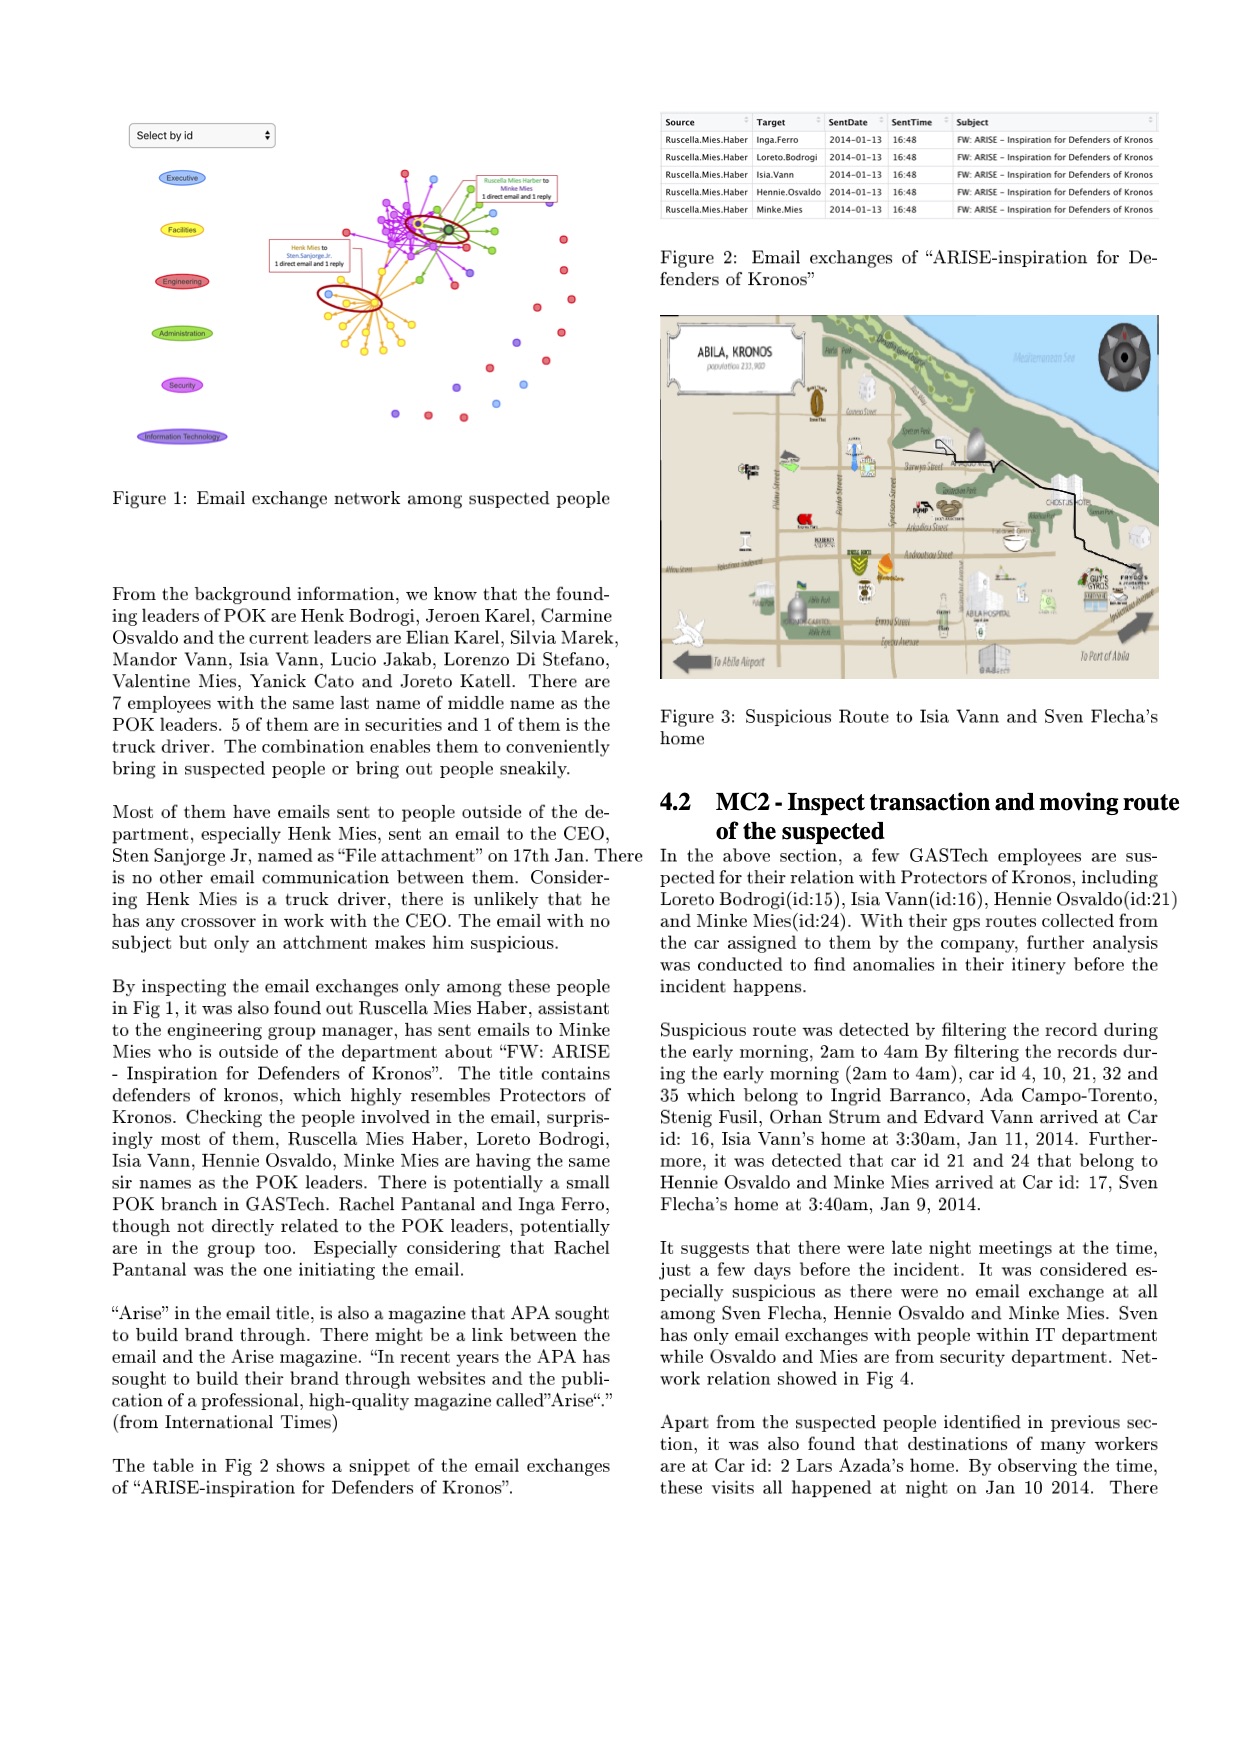 Select by id
Executive
Facilities
Engineering
Administration
Security
Information Technology
Ruscella Mies Harber to
Minke Mies
1 direct email and 1 reply
Henk Mies to
Sten.Sanjorge.Jr.
1 direct email and 1 reply
Figure 1: Email exchange network among suspected people
From the background information, we know that the found-
ing leaders of POK are Henk Bodrogi, Jeroen Karel, Carmine
Osvaldo and the current leaders are Elian Karel, Silvia Marek,
Mandor Vann, Isia Vann, Lucio Jakab, Lorenzo Di Stefano,
Valentine Mies, Yanick Cato and Joreto Katell. There are
7 employees with the same last name of middle name as the
POK leaders. 5 of them are in securities and 1 of them is the
truck driver. The combination enables them to conveniently
bring in suspected people or bring out people sneakily.
Most of them have emails sent to people outside of the de-
partment, especially Henk Mies, sent an email to the CEO,
Sten Sanjorge Jr, named as “File attachment” on 17th Jan. There
is no other email communication between them. Consider-
ing Henk Mies is a truck driver, there is unlikely that he
has any crossover in work with the CEO. The email with no
subject but only an attchment makes him suspicious.
By inspecting the email exchanges only among these people
in Fig 1, it was also found out Ruscella Mies Haber, assistant
to the engineering group manager, has sent emails to Minke
Mies who is outside of the department about “FW: ARISE
- Inspiration for Defenders of Kronos”. The title contains
defenders of kronos, which highly resembles Protectors of
Kronos. Checking the people involved in the email, surpris-
ingly most of them, Ruscella Mies Haber, Loreto Bodrogi,
Isia Vann, Hennie Osvaldo, Minke Mies are having the same
sir names as the POK leaders. There is potentially a small
POK branch in GASTech. Rachel Pantanal and Inga Ferro,
though not directly related to the POK leaders, potentially
are in the group too. Especially considering that Rachel
Pantanal was the one initiating the email.
“Arise” in the email title, is also a magazine that APA sought
to build brand through. There might be a link between the
email and the Arise magazine. “In recent years the APA has
sought to build their brand through websites and the publi-
cation of a professional, high-quality magazine called”Arise“.”
(from International Times)
The table in Fig 2 shows a snippet of the email exchanges
of “ARISE-inspiration for Defenders of Kronos”.
Source Target SentDate SentTime Subject
Ruscella.Mies.Haber Inga.Ferro 2014-01-13 16:48 FW: ARISE - Inspiration for Defenders of Kronos
Ruscella.Mies.Haber Loreto.Bodrogi 2014-01-13 16:48 FW: ARISE - Inspiration for Defenders of Kronos
Ruscella.Mies.Haber Isia.Vann 2014-01-13 16:48 FW: ARISE - Inspiration for Defenders of Kronos
Ruscella.Mies.Haber Hennie.Osvaldo 2014-01-13 16:48 FW: ARISE - Inspiration for Defenders of Kronos
Ruscella.Mies.Haber Minke.Mies 2014-01-13 16:48 FW: ARISE - Inspiration for Defenders of Kronos
Figure 2: Email exchanges of “ARISE-inspiration for De-
fenders of Kronos”
ABILA, KRONOS
population 233,900
Mediterranean Sea
CHOSTUS HOTEL
Androutsou Street
GUY'S
GYROS
ABILA HOSPITAL
Egeou Avenue
To Abila Airport
To Port of Abila
Figure 3: Suspicious Route to Isia Vann and Sven Flecha’s
home
4.2 MC2 - Inspect transaction and moving route
of the suspected
In the above section, a few GASTech employees are sus-
pected for their relation with Protectors of Kronos, including
Loreto Bodrogi(id:15), Isia Vann(id:16), Hennie Osvaldo(id:21)
and Minke Mies(id:24). With their gps routes collected from
the car assigned to them by the company, further analysis
was conducted to find anomalies in their itinery before the
incident happens.
Suspicious route was detected by filtering the record during
the early morning, 2am to 4am By filtering the records dur-
ing the early morning (2am to 4am), car id 4, 10, 21, 32 and
35 which belong to Ingrid Barranco, Ada Campo-Torento,
Stenig Fusil, Orhan Strum and Edvard Vann arrived at Car
id: 16, Isia Vann’s home at 3:30am, Jan 11, 2014. Further-
more, it was detected that car id 21 and 24 that belong to
Hennie Osvaldo and Minke Mies arrived at Car id: 17, Sven
Flecha’s home at 3:40am, Jan 9, 2014.
It suggests that there were late night meetings at the time,
just a few days before the incident. It was considered es-
pecially suspicious as there were no email exchange at all
among Sven Flecha, Hennie Osvaldo and Minke Mies. Sven
has only email exchanges with people within IT department
while Osvaldo and Mies are from security department. Net-
work relation showed in Fig 4.
Apart from the suspected people identified in previous sec-
tion, it was also found that destinations of many workers
are at Car id: 2 Lars Azada’s home. By observing the time,
these visits all happened at night on Jan 10 2014. There